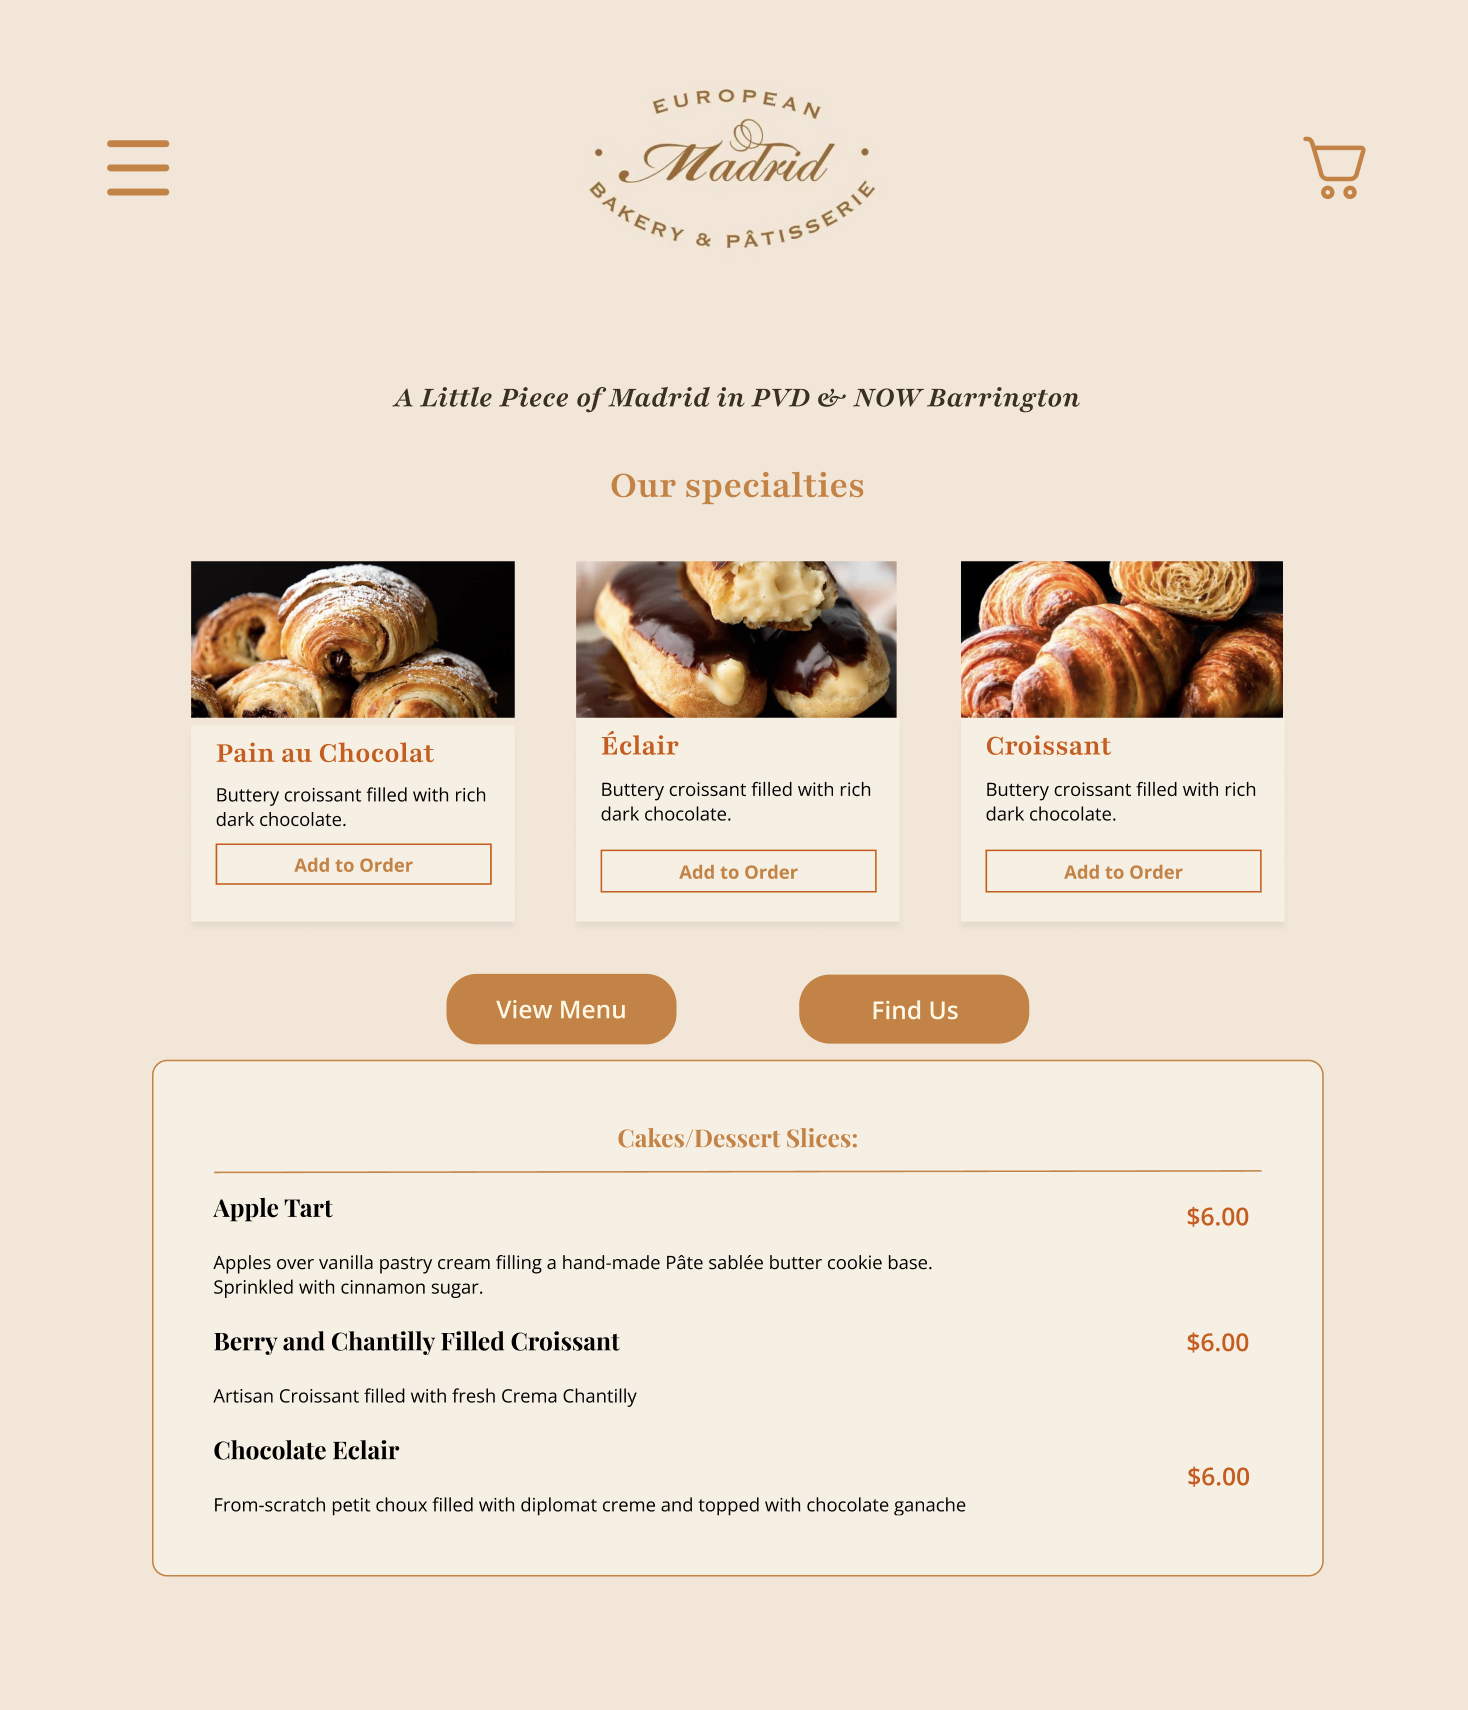 EUROPEAN
Madrid
BAKERY & PÂTISSERIE
A Little Piece of Madrid in PVD & NOW Barrington
Our specialties
Pain au Chocolat
Buttery croissant filled with rich
dark chocolate.
Add to Order
Éclair
Buttery croissant filled with rich
dark chocolate.
Add to Order
Croissant
Buttery croissant filled with rich
dark chocolate.
Add to Order
View Menu
Find Us
Cakes/Dessert Slices:
Apple Tart
$6.00
Apples over vanilla pastry cream filling a hand-made Pâte sablée butter cookie base.
Sprinkled with cinnamon sugar.
Berry and Chantilly Filled Croissant
$6.00
Artisan Croissant filled with fresh Crema Chantilly
Chocolate Eclair
$6.00
From-scratch petit choux filled with diplomat creme and topped with chocolate ganache